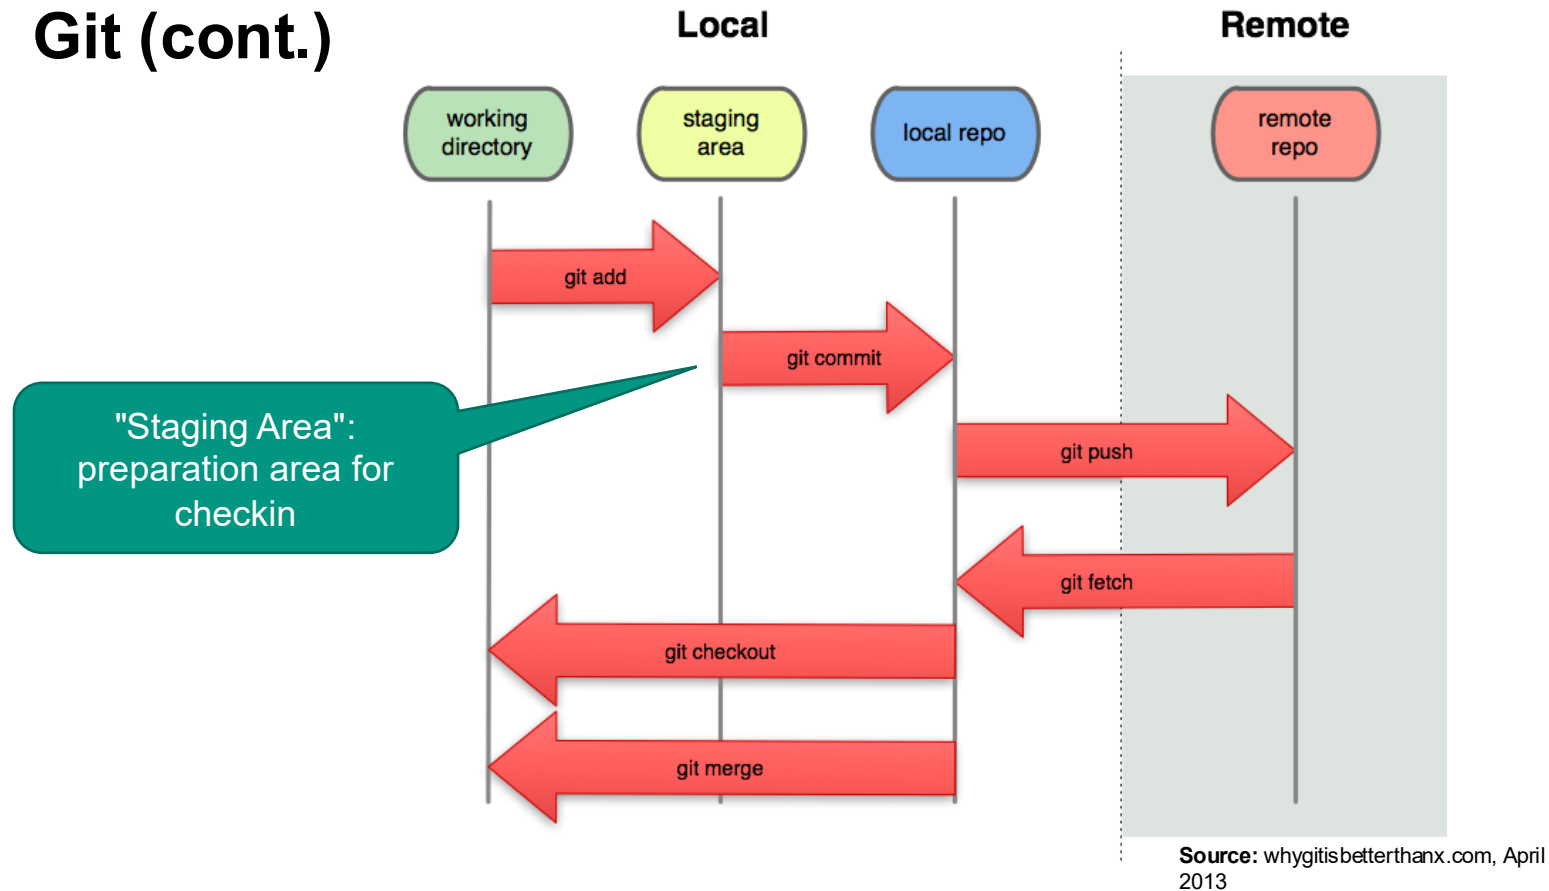 Git (cont.)
Local
Remote
working
directory
staging
area
local repo
remote
repo
git add
git commit
"Staging Area":
preparation area for
checkin
git push
git fetch
git checkout
git merge
Source: whygitisbetterthanx.com, April
2013